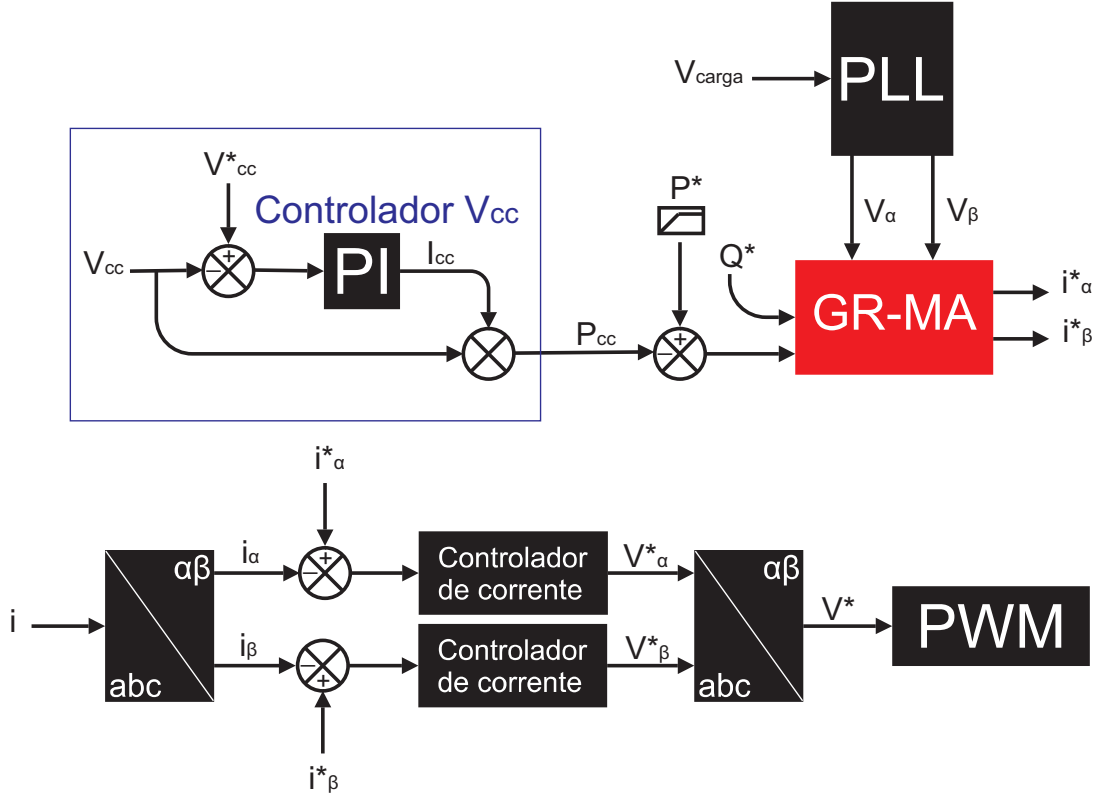 PLL
Vcarga
V*cc
Controlador Vcc
P*
Vα
Vβ
Vcc
+
−
PI
Icc
Q*
GR-MA
i*α
i*β
Pcc
+
−
i*α
αβ
abc
i
iα
+
−
Controlador
de corrente
V*α
αβ
abc
V*
PWM
iβ
−
+
Controlador
de corrente
V*β
i*β